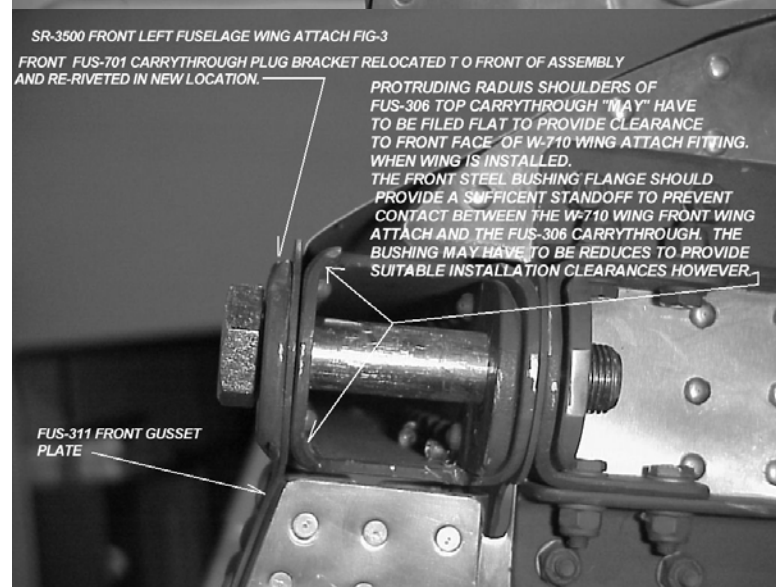 SR-3500 FRONT LEFT FUSELAGE WING ATTACH FIG-3
FRONT FUS-701 CARRYTHROUGH PLUG BRACKET RELOCATED T O FRONT OF ASSEMBLY
AND RE-RIVETED IN NEW LOCATION.
PROTRUDING RADUIS SHOULDERS OF
FUS-306 TOP CARRYTHROUGH "MAY" HAVE
TO BE FILED FLAT TO PROVIDE CLEARANCE
TO FRONT FACE OF W-710 WING ATTACH FITTING.
WHEN WING IS INSTALLED.
THE FRONT STEEL BUSHING FLANGE SHOULD
PROVIDE A SUFFICENT STANDOFF TO PREVENT
CONTACT BETWEEN THE W-710 WING FRONT WING
ATTACH AND THE FUS-306 CARRYTHROUGH. THE
BUSHING MAY HAVE TO BE REDUCES TO PROVIDE
SUITABLE INSTALLATION CLEARANCES HOWEVER.
FUS-311 FRONT GUSSET
PLATE